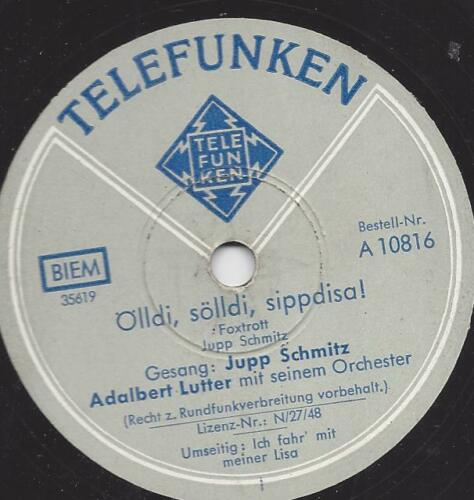 TELEFUNKEN
TELE
FUN
KEN
Bestell-Nr.
A 10816
BIEM
35619
Ölldi, sölldi, sippdisa!
Foxtrott
Jupp Schmitz
Gesang: Jupp Schmitz
Adalbert Lutter mit seinem Orchester
(Recht z. Rundfunkverbreitung vorbehalt.)
Lizenz-Nr.: N/27/48
Umseitig: Ich fahr' mit
meiner Lisa
1